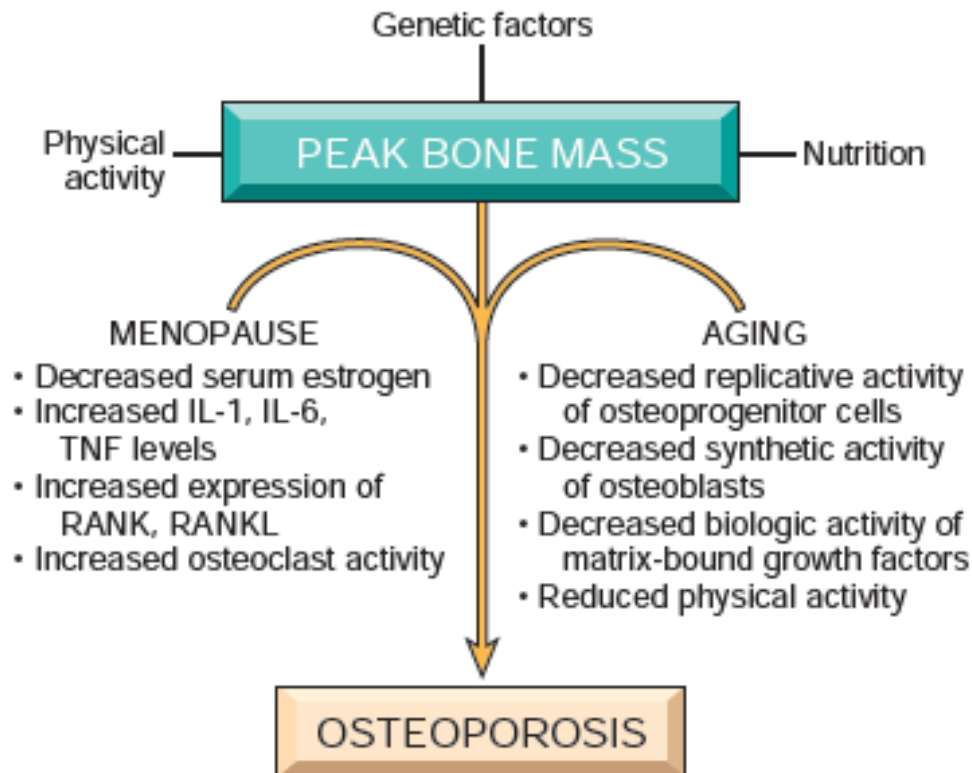 Genetic factors
Physical
activity
PEAK BONE MASS
Nutrition
MENOPAUSE
• Decreased serum estrogen
• Increased IL-1, IL-6,
TNF levels
• Increased expression of
RANK, RANKL
• Increased osteoclast activity
AGING
• Decreased replicative activity
of osteoprogenitor cells
• Decreased synthetic activity
of osteoblasts
• Decreased biologic activity of
matrix-bound growth factors
• Reduced physical activity
OSTEOPOROSIS